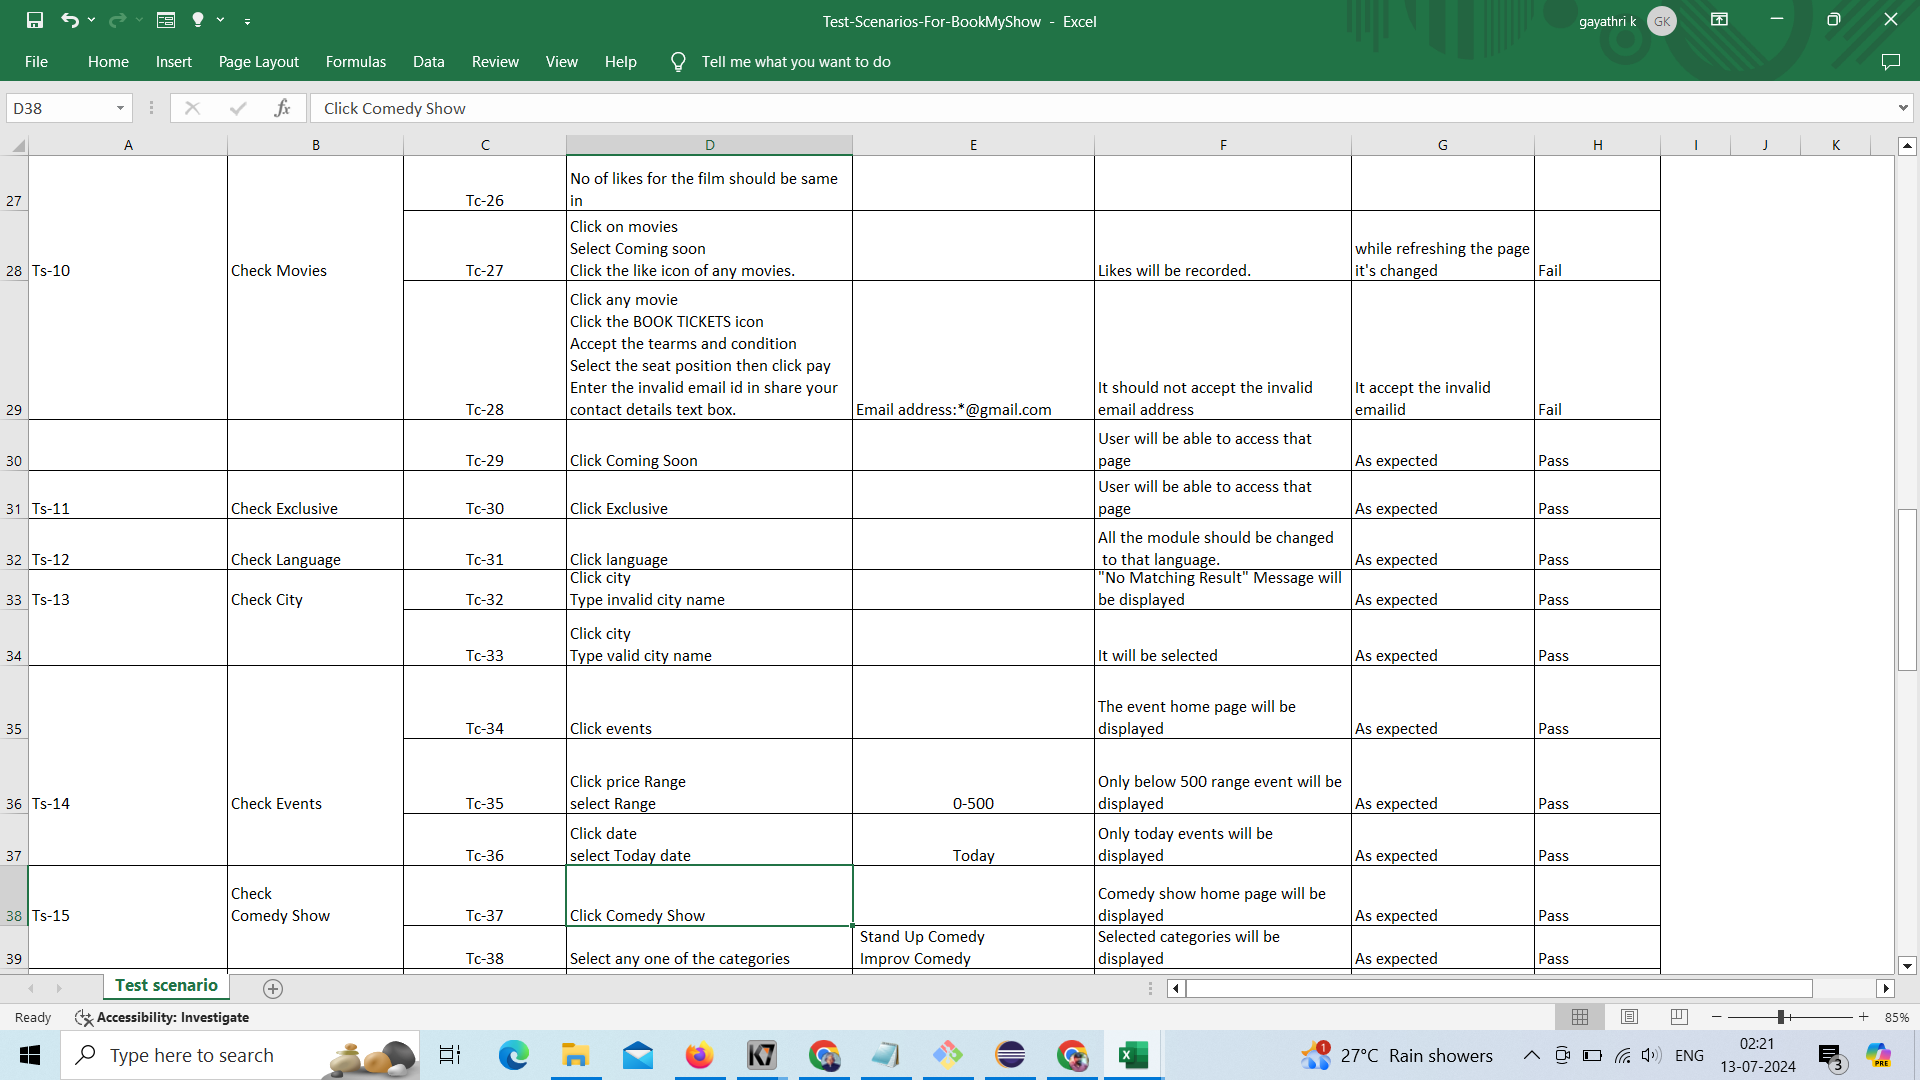 Test-Scenarios-For-BookMyShow - Excel
gayathri k
GK
File Home Insert Page Layout Formulas Data Review View Help Tell me what you want to do
D38
fx
Click Comedy Show
A B C D E F G H I J K
27
Tc-26
No of likes for the film should be same
in
28 Ts-10
Check Movies
Tc-27
Click on movies
Select Coming soon
Click the like icon of any movies.
Likes will be recorded.
while refreshing the page
it's changed
Fail
29
Tc-28
Click any movie
Click the BOOK TICKETS icon
Accept the tearms and condition
Select the seat position then click pay
Enter the invalid email id in share your
contact details text box.
Email address:*@gmail.com
It should not accept the invalid
email address
It accept the invalid
emailid
Fail
30
Tc-29
Click Coming Soon
User will be able to access that
page
As expected
Pass
31 Ts-11
Check Exclusive
Tc-30
Click Exclusive
User will be able to access that
page
As expected
Pass
32 Ts-12
Check Language
Tc-31
Click language
All the module should be changed
to that language.
As expected
Pass
33 Ts-13
Check City
Tc-32
Click city
Type invalid city name
"No Matching Result" Message will
be displayed
As expected
Pass
34
Tc-33
Click city
Type valid city name
It will be selected
As expected
Pass
35
Tc-34
Click events
The event home page will be
displayed
As expected
Pass
36 Ts-14
Check Events
Tc-35
Click price Range
select Range
0-500
Only below 500 range event will be
displayed
As expected
Pass
37
Tc-36
Click date
select Today date
Today
Only today events will be
displayed
As expected
Pass
38 Ts-15
Check
Comedy Show
Tc-37
Click Comedy Show
Comedy show home page will be
displayed
As expected
Pass
39
Tc-38
Select any one of the categories
Stand Up Comedy
Improv Comedy
Selected categories will be
displayed
As expected
Pass
Test scenario
Ready
Accessibility: Investigate
85%
Type here to search
K7
1
27°C Rain showers
ENG
02:21
13-07-2024
3
PRE